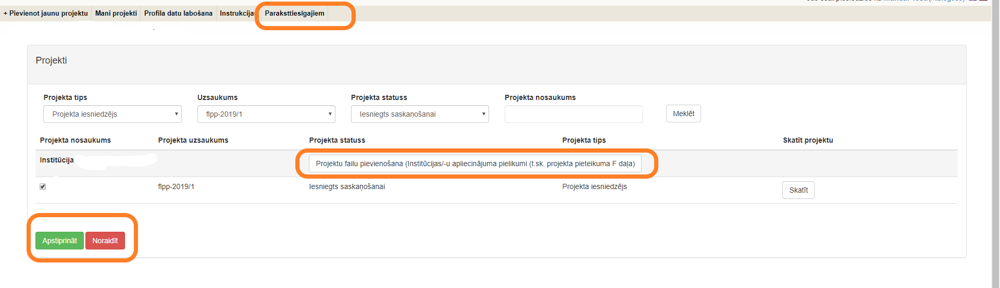 + Pievienot jaunu projektu Mani projekti Profila datu labošana Instrukcijas Paraksttiesīgajiem
Projekti
Projekta tips Uzsaukums Projekta statuss Projekta nosaukums
Projekta iesniedzējs flpp-2019/1 Iesniegts saskaņošanai Meklēt
Projekta nosaukums Projekta uzsaukums Projekta statuss Projekta tips Skatīt projektu
Institūcija Projektu failu pievienošana (Institūcijas/-u apliecinājuma pielikumi (t.sk. projekta pieteikuma F daļa)
flpp-2019/1 Iesniegts saskaņošanai Projekta iesniedzējs Skatīt
Apstiprināt Noraidīt